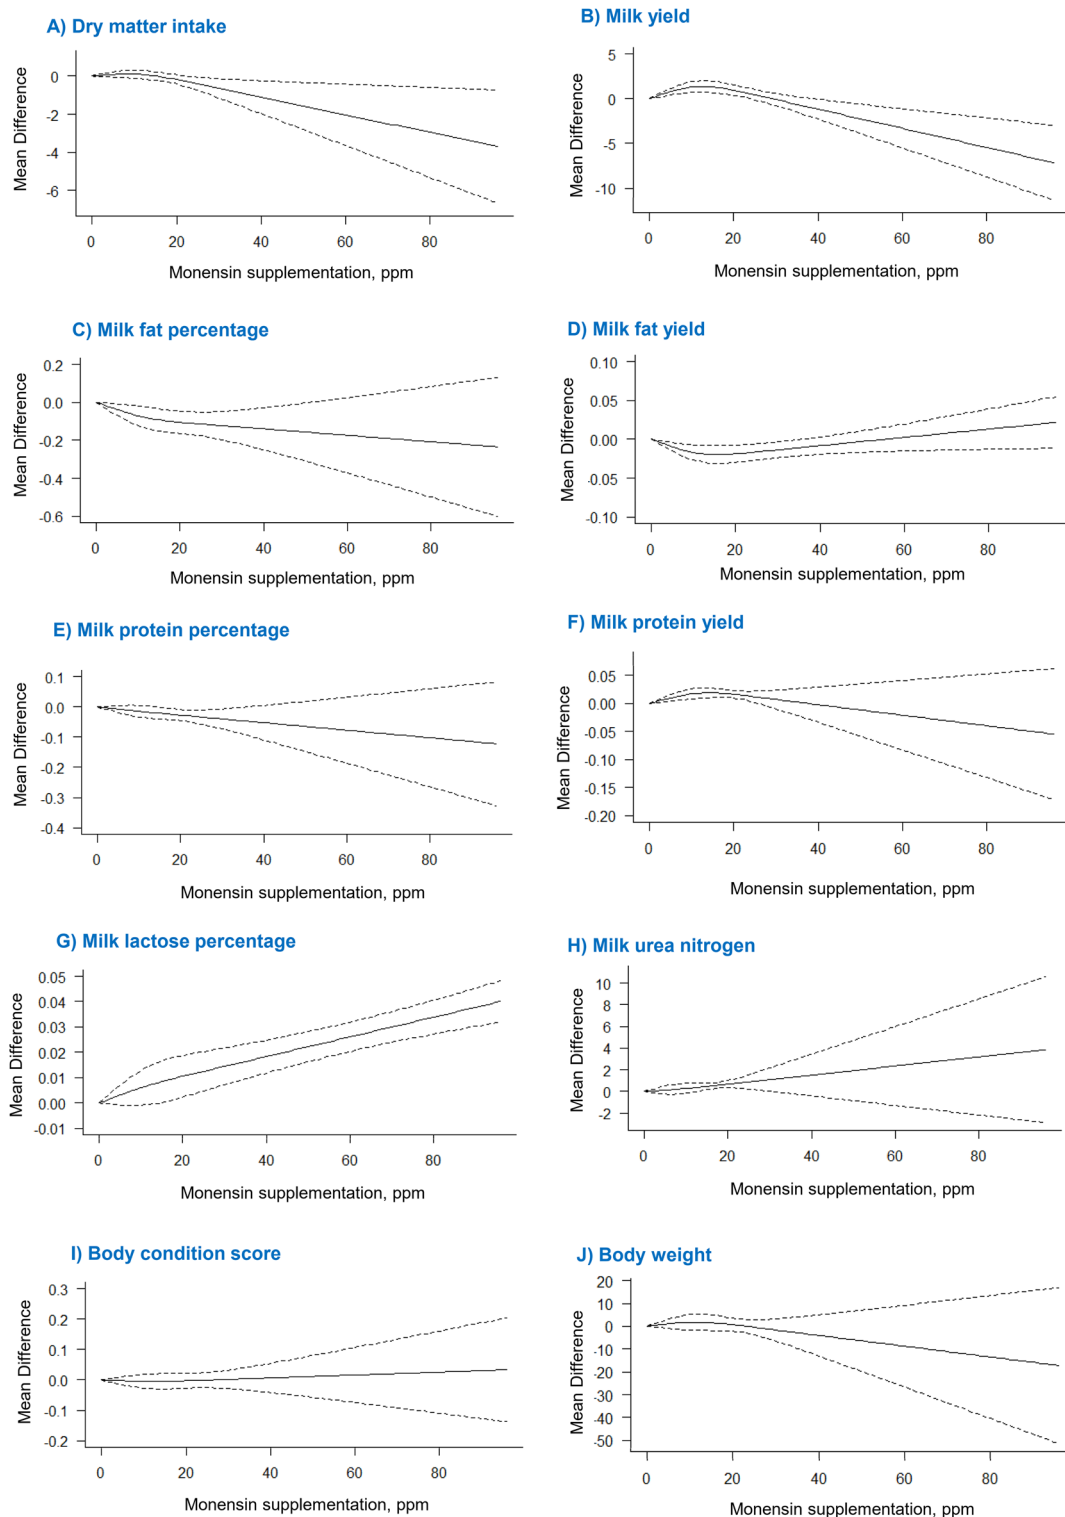 A) Dry matter intake
Mean Difference
0
-2
-4
-6
0 20 40 60 80
Monensin supplementation, ppm
B) Milk yield
Mean Difference
5
0
-5
-10
0 20 40 60 80
Monensin supplementation, ppm
C) Milk fat percentage
Mean Difference
0.2
0.0
-0.2
-0.4
-0.6
0 20 40 60 80
Monensin supplementation, ppm
D) Milk fat yield
Mean Difference
0.10
0.05
0.00
-0.05
-0.10
0 20 40 60 80
Monensin supplementation, ppm
E) Milk protein percentage
Mean Difference
0.1
0.0
-0.1
-0.2
-0.3
-0.4
0 20 40 60 80
Monensin supplementation, ppm
F) Milk protein yield
Mean Difference
0.05
0.00
-0.05
-0.10
-0.15
-0.20
0 20 40 60 80
Monensin supplementation, ppm
G) Milk lactose percentage
Mean Difference
0.05
0.04
0.03
0.02
0.01
0.00
-0.01
0 20 40 60 80
Monensin supplementation, ppm
H) Milk urea nitrogen
Mean Difference
10
8
6
4
2
0
-2
0 20 40 60 80
Monensin supplementation, ppm
I) Body condition score
Mean Difference
0.3
0.2
0.1
0.0
-0.1
-0.2
0 20 40 60 80
Monensin supplementation, ppm
J) Body weight
Mean Difference
20
10
0
-10
-20
-30
-40
-50
0 20 40 60 80
Monensin supplementation, ppm